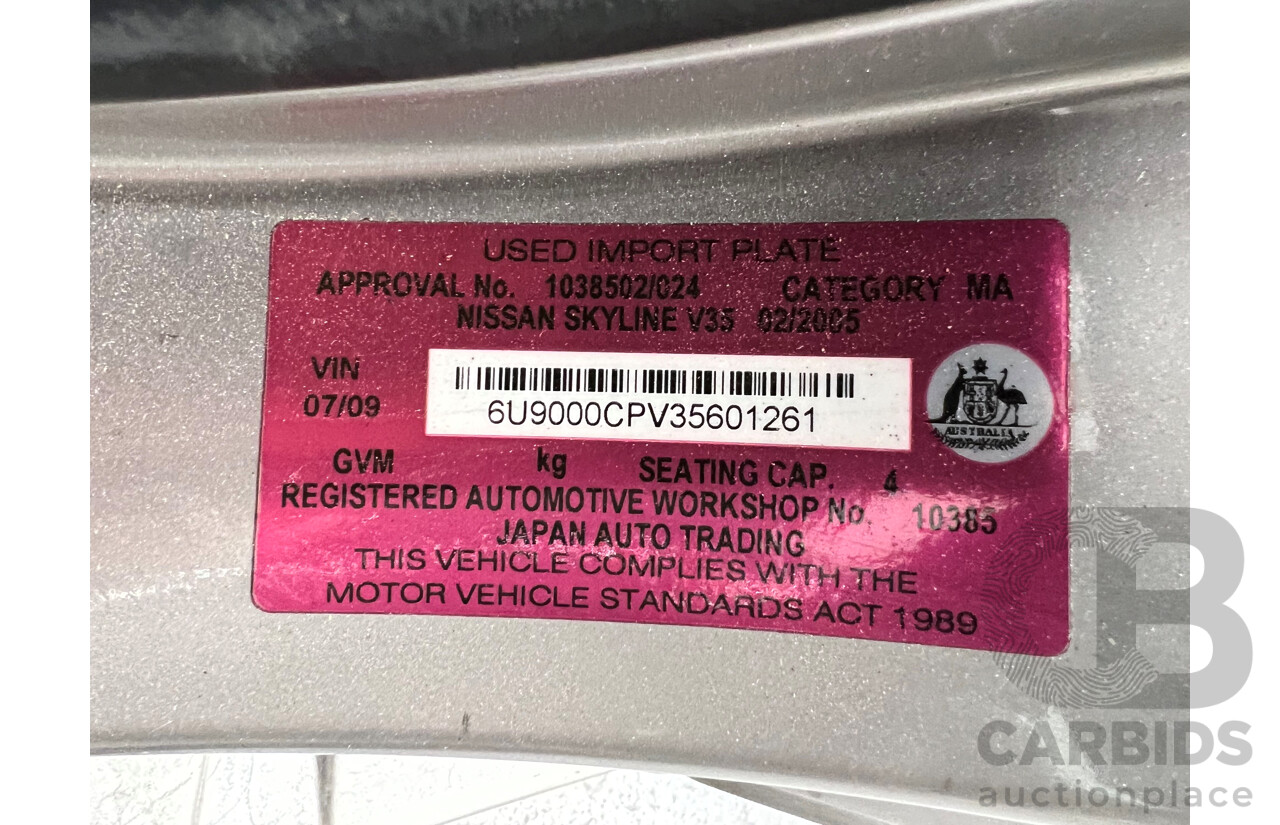 USED IMPORT PLATE
APPROVAL No. 1038502/024 CATEGORY MA
NISSAN SKYLINE V35 02/2005
VIN
07/09
6U9000CPV35601261
AUSTRALIA
GVM kg SEATING CAP. 4
REGISTERED AUTOMOTIVE WORKSHOP No. 10385
JAPAN AUTO TRADING
THIS VEHICLE COMPLIES WITH THE
MOTOR VEHICLE STANDARDS ACT 1989
CB
CARBIDS
auctionplace